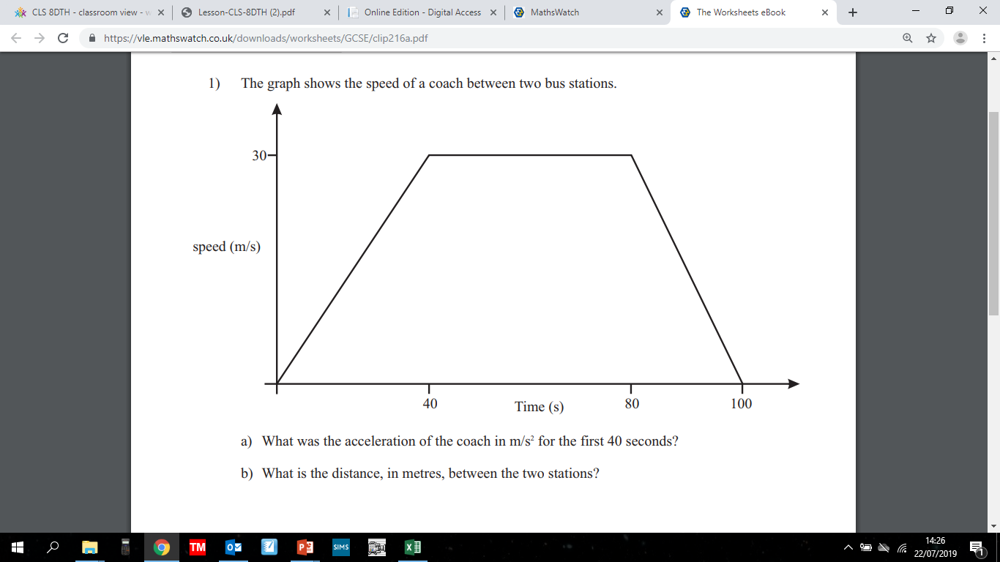 CLS 8DTH - classroom view - w
Lesson-CLS-8DTH (2).pdf
Online Edition - Digital Access
MathsWatch
The Worksheets eBook
https://vle.mathswatch.co.uk/downloads/worksheets/GCSE/clip216a.pdf
1) The graph shows the speed of a coach between two bus stations.
30
speed (m/s)
40 Time (s) 80 100
a) What was the acceleration of the coach in m/s² for the first 40 seconds?
b) What is the distance, in metres, between the two stations?
TM
SIMS
14:26
22/07/2019
1